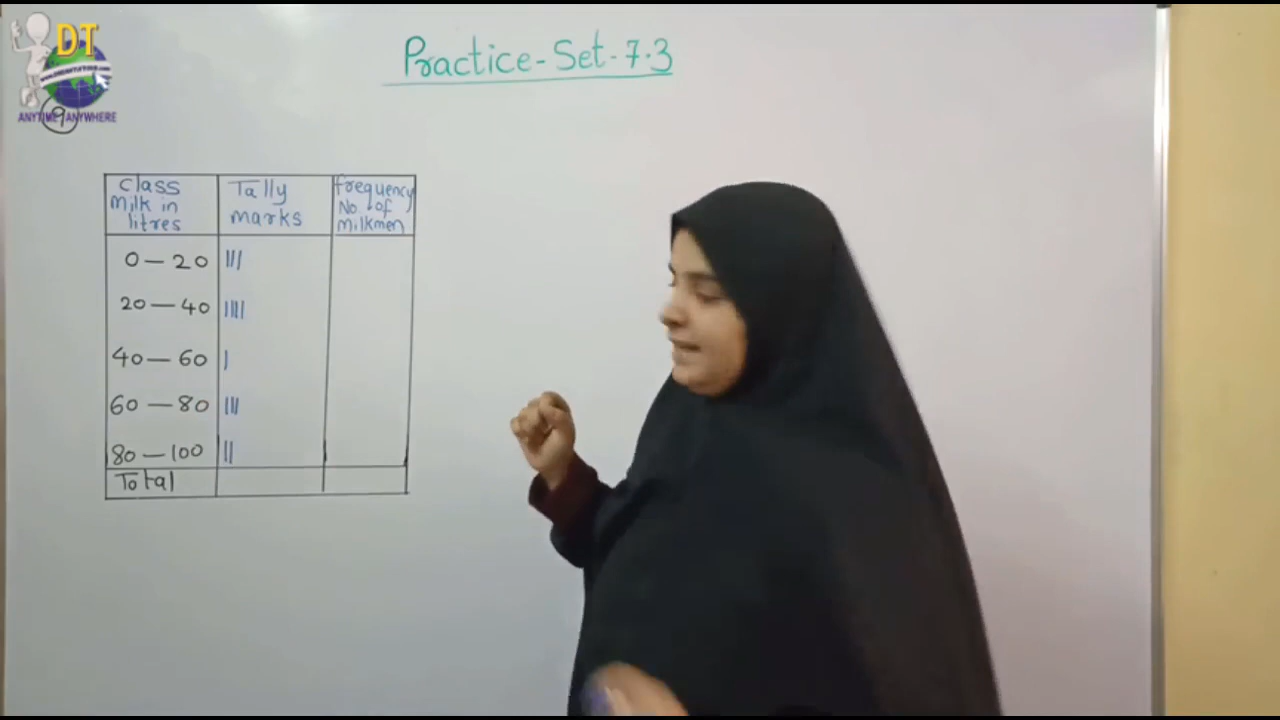 DT
ANYTIME ANYWHERE
9
Practice-Set-7.3
Class Milk in litres | Tally marks | frequency No. of Milkmen
0—20 | |||
20—40 ||||
40—60 |
60—80 |||
80—100 ||
Total